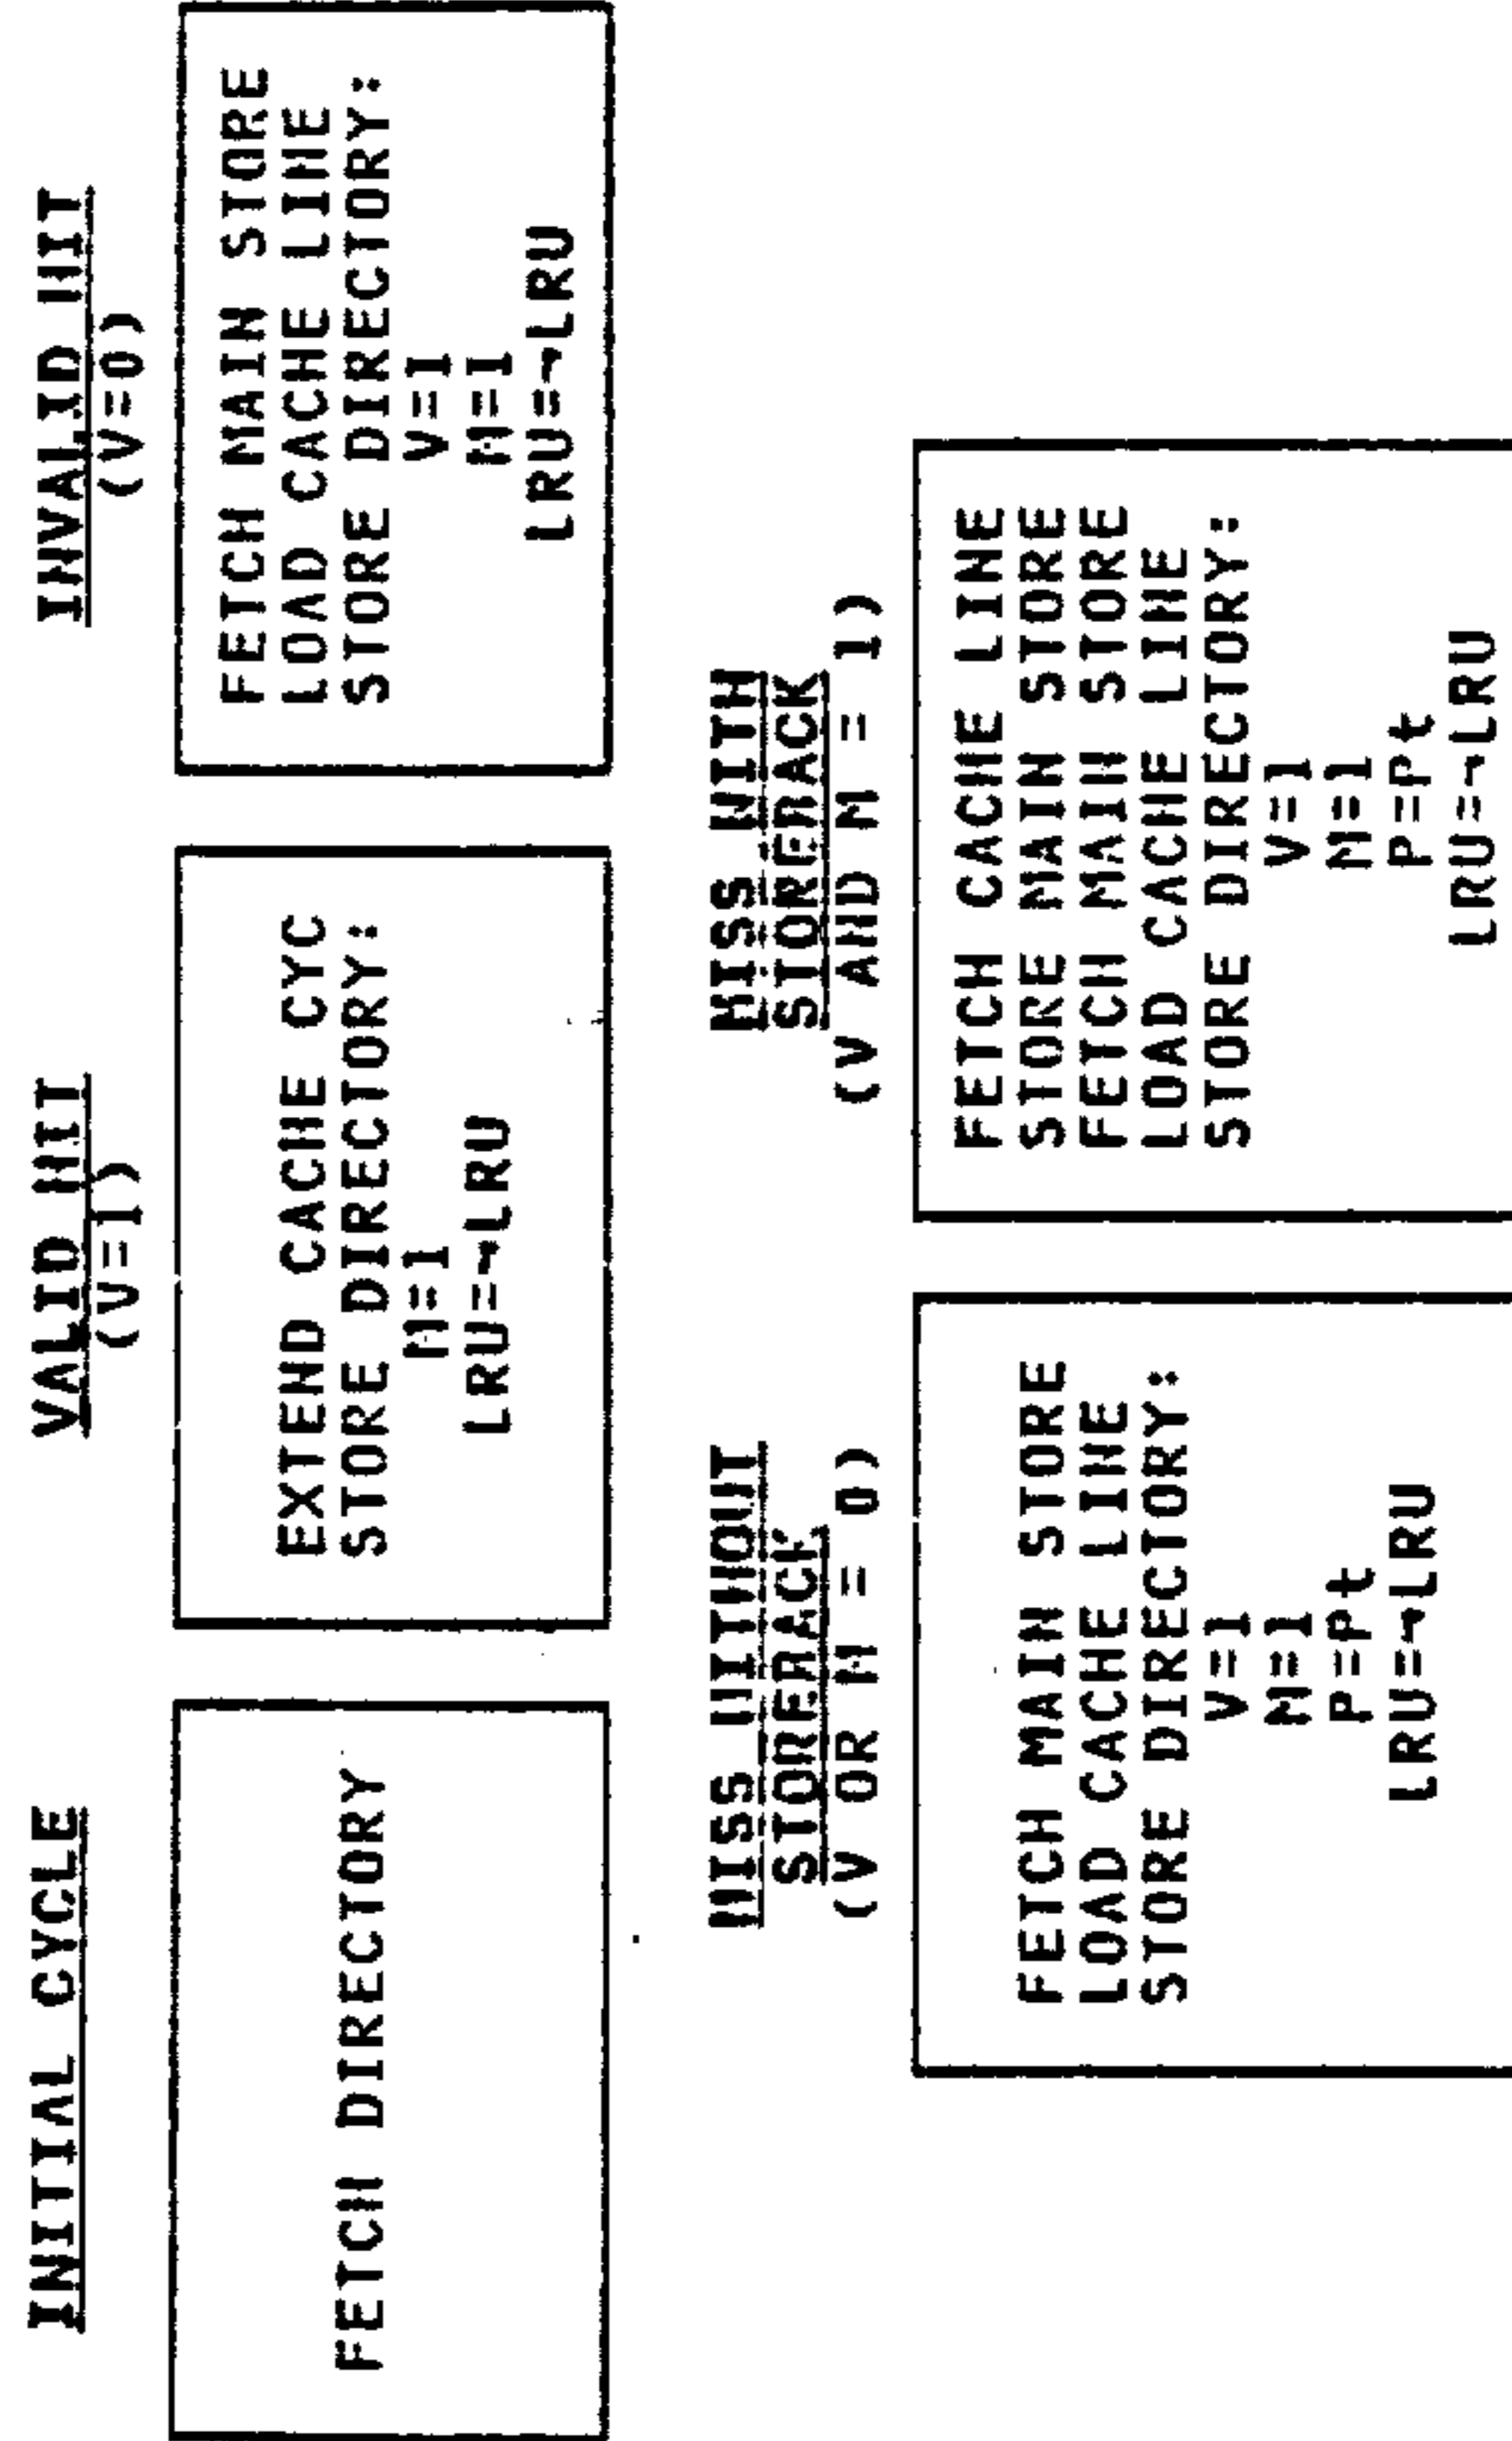 INITIAL CYCLE
FETCH DIRECTORY
VALID HIT
(V=1)
EXTEND CACHE CYC
STORE DIRECTORY:
M=1
LRU=¬LRU
INVALID HIT
(V=0)
FETCH MAIN STORE
LOAD CACHE LINE
STORE DIRECTORY:
V=1
M=1
LRU=¬LRU
MISS WITHOUT
STOREBACK
(V OR M = 0)
FETCH MAIN STORE
LOAD CACHE LINE
STORE DIRECTORY:
V=1
M=1
P=Pt
LRU=¬LRU
MISS WITH
STOREBACK
(V AND M = 1)
FETCH CACHE LINE
STORE MAIN STORE
FETCH MAIN STORE
LOAD CACHE LINE
STORE DIRECTORY:
V=1
M=1
P=Pt
LRU=¬LRU